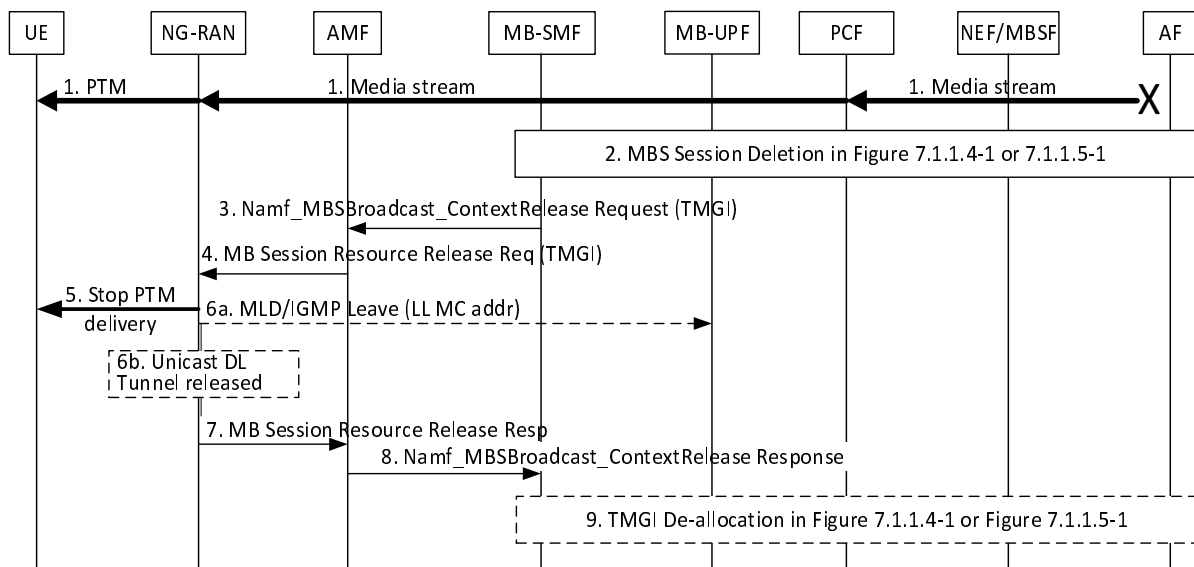 UE NG-RAN AMF MB-SMF MB-UPF PCF NEF/MBSF AF
1. PTM 1. Media stream 1. Media stream
X
2. MBS Session Deletion in Figure 7.1.1.4-1 or 7.1.1.5-1
3. Namf_MBSBroadcast_ContextRelease Request (TMGI)
4. MB Session Resource Release Req (TMGI)
5. Stop PTM
delivery
6a. MLD/IGMP Leave (LL MC addr)
6b. Unicast DL
Tunnel released
7. MB Session Resource Release Resp
8. Namf_MBSBroadcast_ContextRelease Response
9. TMGI De-allocation in Figure 7.1.1.4-1 or Figure 7.1.1.5-1